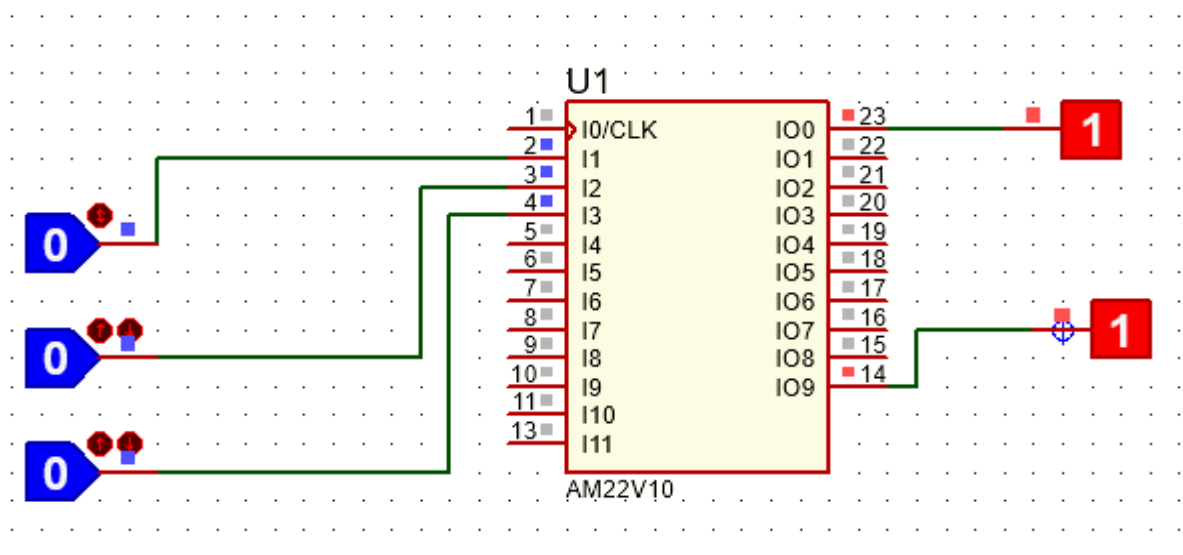 U1
1 I0/CLK IO0 23 1
2 I1 IO1 22
3 I2 IO2 21
4 I3 IO3 20
0 5 I4 IO4 19
6 I5 IO5 18
7 I6 IO6 17
8 I7 IO7 16 1
0 9 I8 IO8 15
10 I9 IO9 14
11 I10
13 I11
0
AM22V10